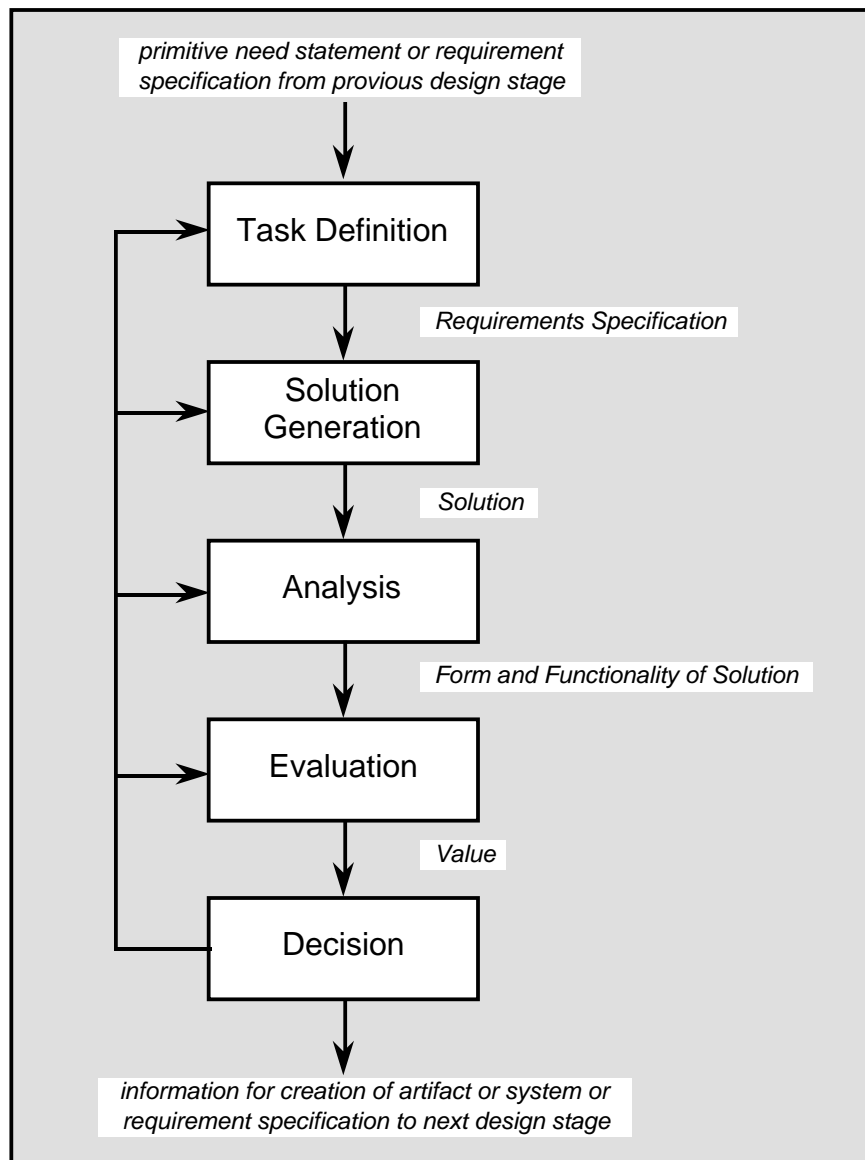 primitive need statement or requirement
specification from provious design stage
Task Definition
Requirements Specification
Solution
Generation
Solution
Analysis
Form and Functionality of Solution
Evaluation
Value
Decision
information for creation of artifact or system or
requirement specification to next design stage